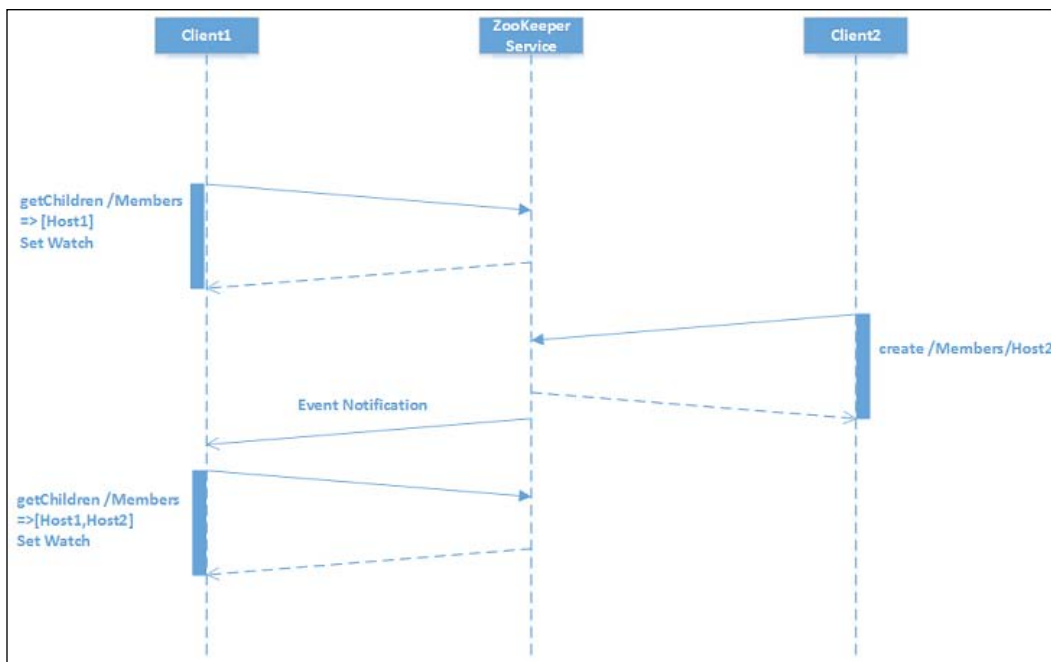 Client1
ZooKeeper
Service
Client2
getChildren /Members
=> [Host1]
Set Watch
create /Members/Host2
Event Notification
getChildren /Members
=>[Host1,Host2]
Set Watch